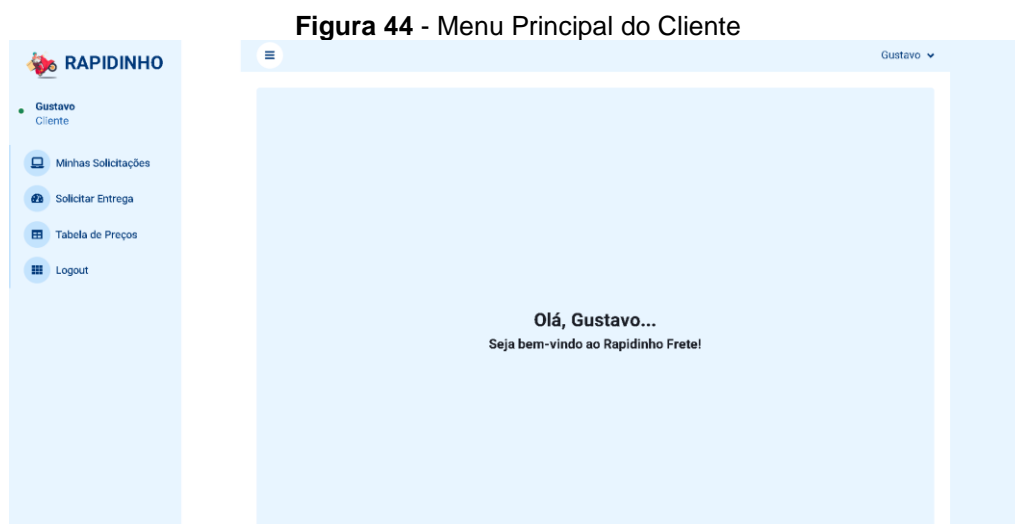 Figura 44 - Menu Principal do Cliente
RAPIDINHO
Gustavo
Gustavo
Cliente
Minhas Solicitações
Solicitar Entrega
Tabela de Preços
Logout
Olá, Gustavo...
Seja bem-vindo ao Rapidinho Frete!